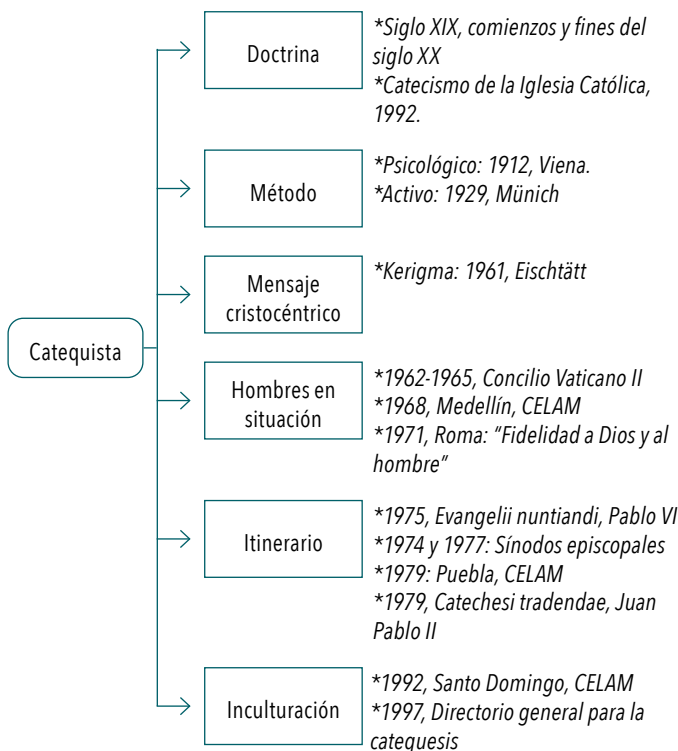 Catequista
Doctrina
*Siglo XIX, comienzos y fines del
siglo XX
*Catecismo de la Iglesia Católica,
1992.
Método
*Psicológico: 1912, Viena.
*Activo: 1929, Münich
Mensaje
cristocéntrico
*Kerigma: 1961, Eischtätt
Hombres en
situación
*1962-1965, Concilio Vaticano II
*1968, Medellín, CELAM
*1971, Roma: “Fidelidad a Dios y al
hombre”
Itinerario
*1975, Evangelii nuntiandi, Pablo VI
*1974 y 1977: Sínodos episcopales
*1979: Puebla, CELAM
*1979, Catechesi tradendae, Juan
Pablo II
Inculturación
*1992, Santo Domingo, CELAM
*1997, Directorio general para la
catequesis